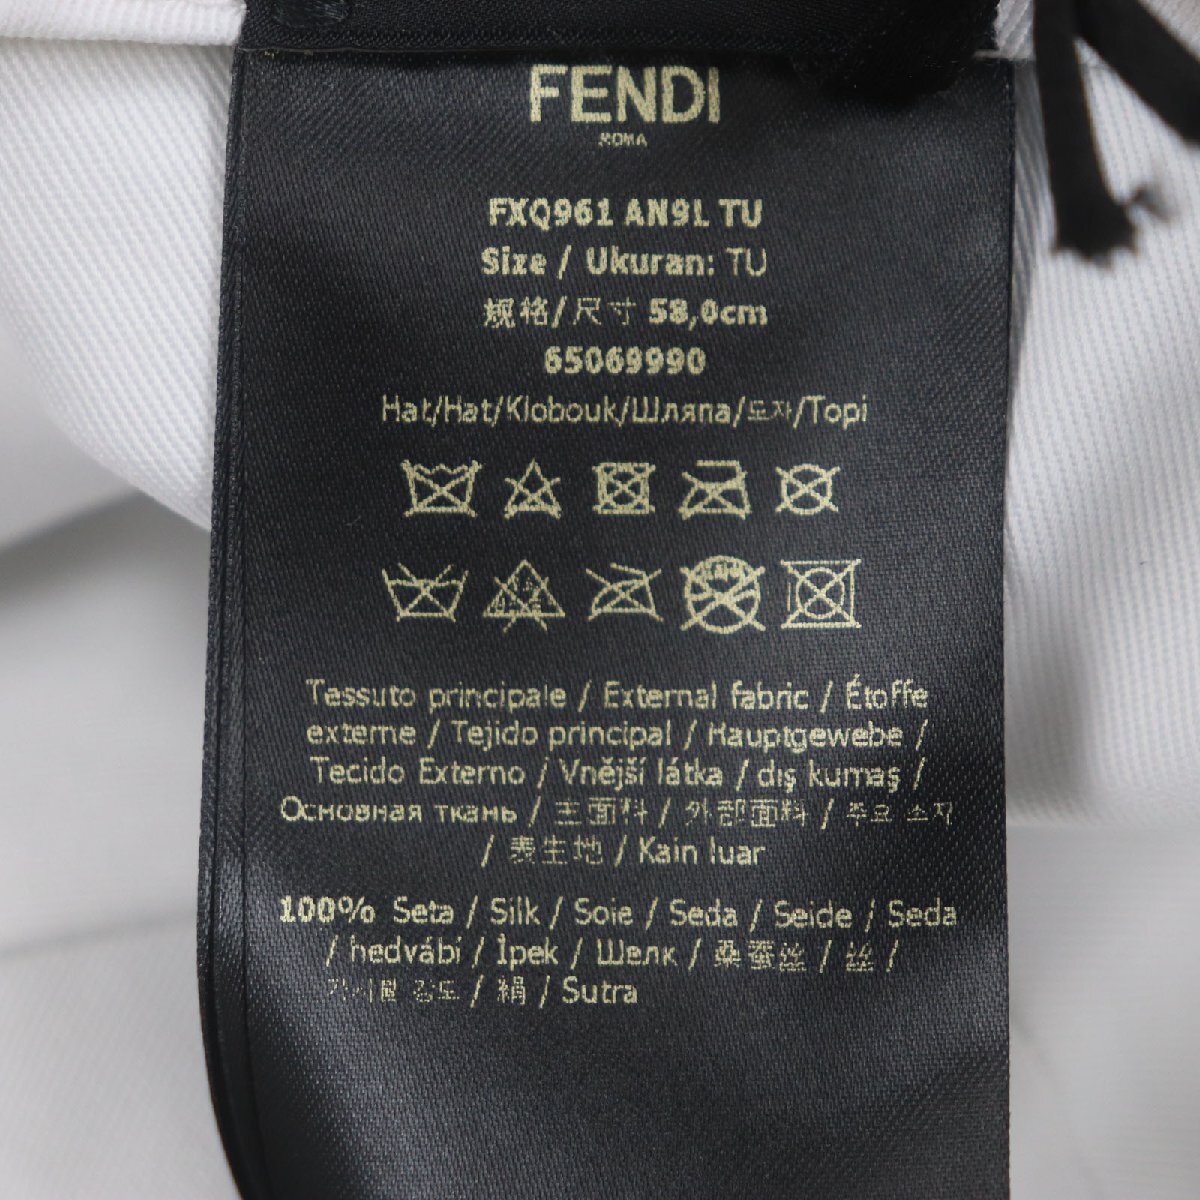 FENDI
ROMA
FXQ961 AN9L TU
Size / Ukuran: TU
规格/尺寸 58,0cm
65069990
Hat/Hat/Klobouk/Шляпа/모자/Topi
Tessuto principale / External fabric / Étoffe
externe / Tejido principal / Hauptgewebe /
Tecido Externo / Vnější látka / dış kumaş /
Основная ткань / 主面料 / 外部面料 / 주요 소재
/ 表生地 / Kain luar
100% Seta / Silk / Soie / Seda / Seide / Seda
/ hedvábí / İpek / Шелк / 桑蚕丝 / 丝 /
/ 絹 / Sutra